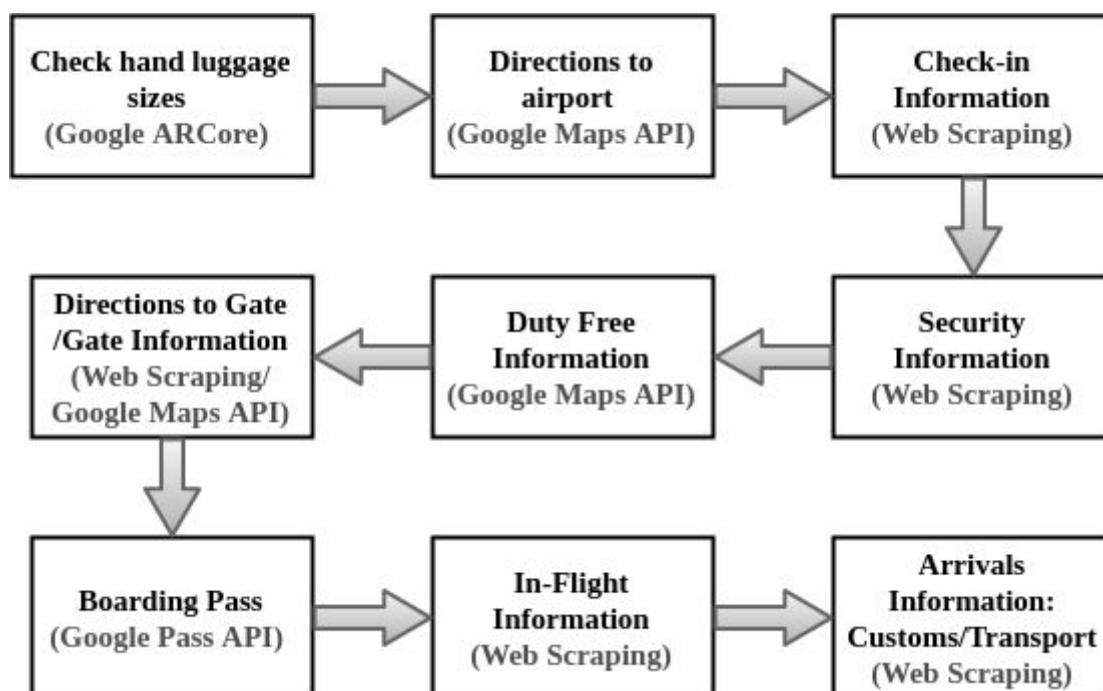 Check hand luggage
sizes
(Google ARCore)
Directions to
airport
(Google Maps API)
Check-in
Information
(Web Scraping)
Directions to Gate
/Gate Information
(Web Scraping/
Google Maps API)
Duty Free
Information
(Google Maps API)
Security
Information
(Web Scraping)
Boarding Pass
(Google Pass API)
In-Flight
Information
(Web Scraping)
Arrivals
Information:
Customs/Transport
(Web Scraping)